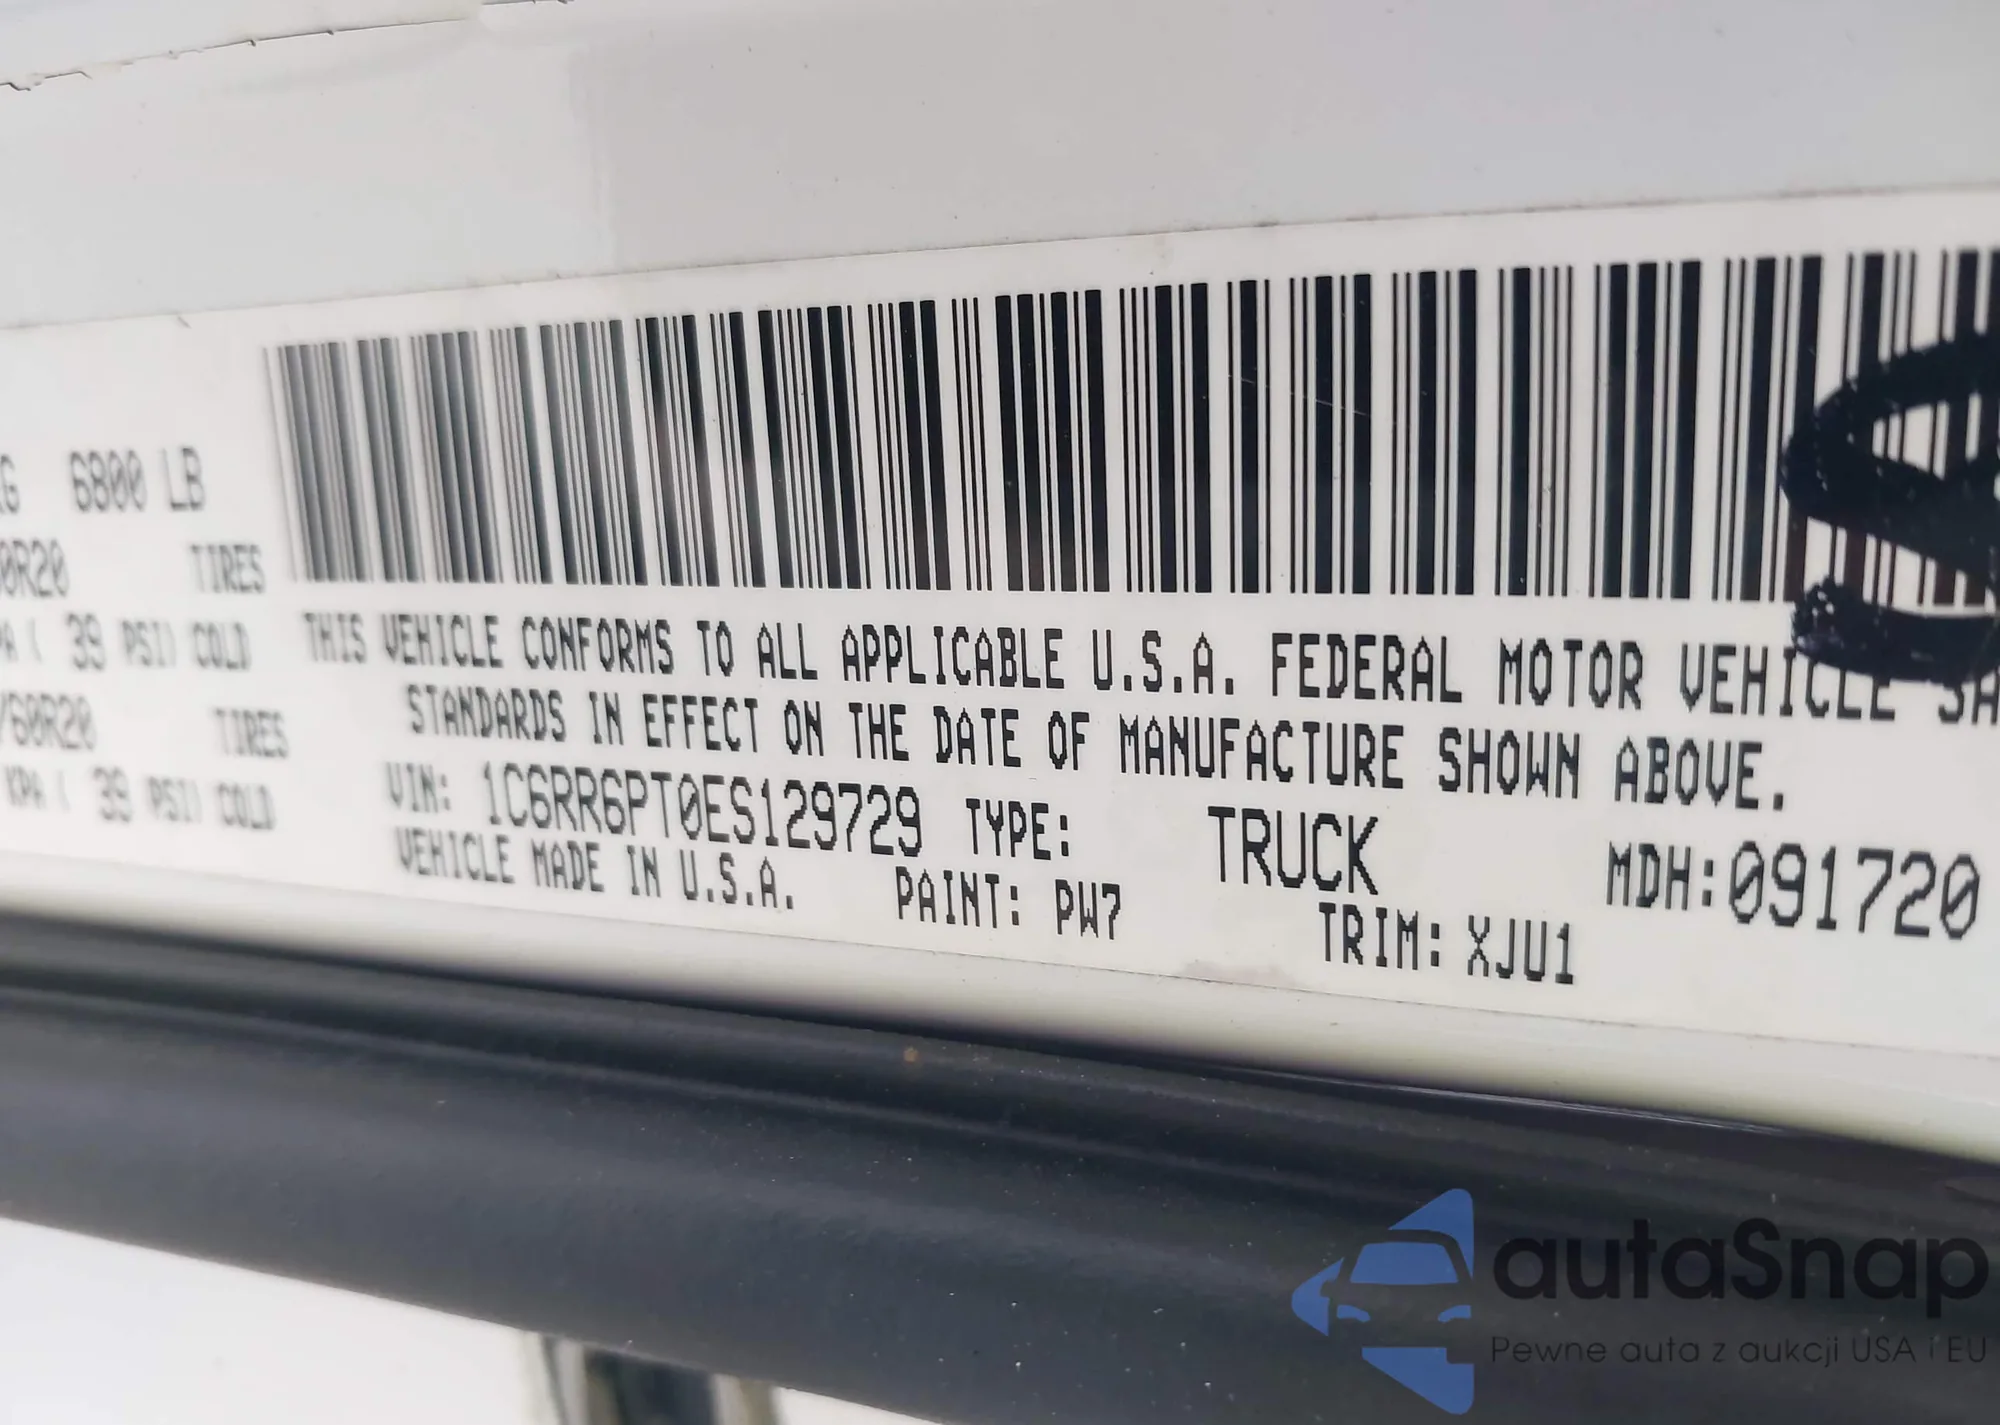 6800 LB
0R20 TIRES
( 39 PSI) COLD
/60R20 TIRES
KPA ( 39 PSI) COLD
THIS VEHICLE CONFORMS TO ALL APPLICABLE U.S.A. FEDERAL MOTOR VEHICLE SA
STANDARDS IN EFFECT ON THE DATE OF MANUFACTURE SHOWN ABOVE.
VIN: 1C6RR6PT0ES129729 TYPE: TRUCK MDH:091720
VEHICLE MADE IN U.S.A. PAINT: PW7 TRIM: XJU1
autaSnap
Pewne auta z aukcji USA i EU